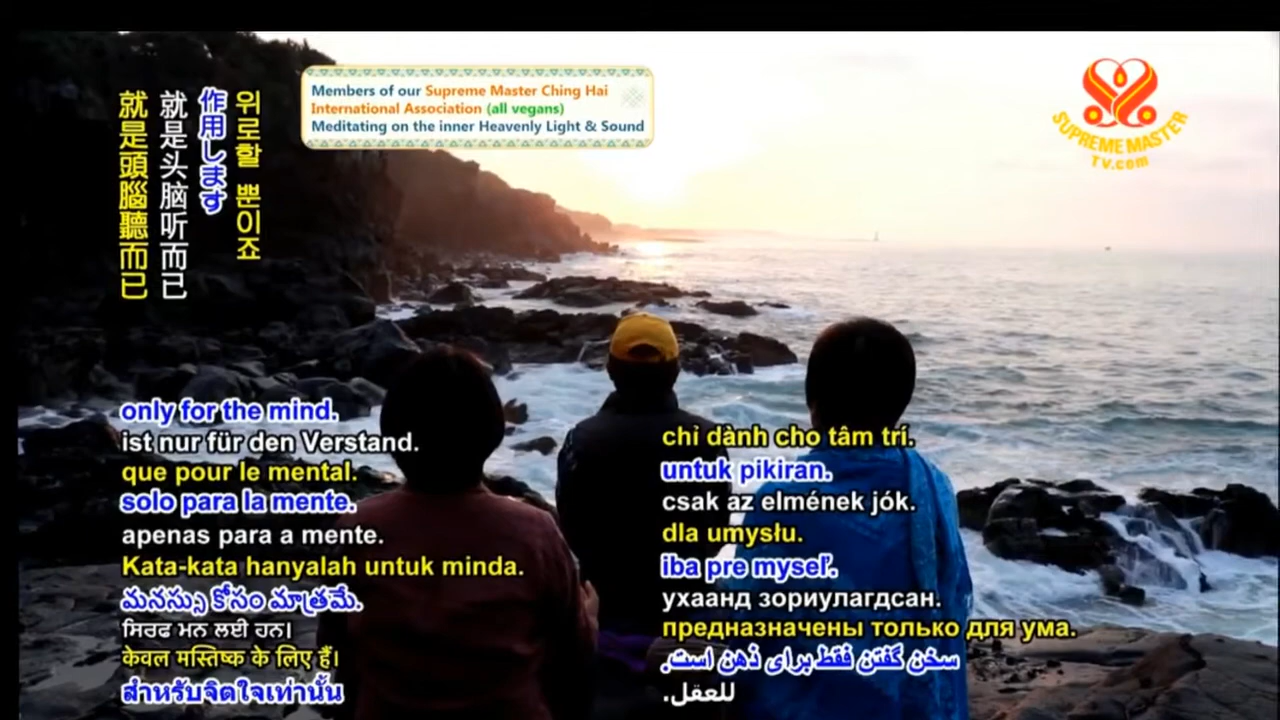 就是頭腦聽而已
就是头脑听而已
作用します
위로할 뿐이죠
Members of our Supreme Master Ching Hai
International Association (all vegans)
Meditating on the inner Heavenly Light & Sound
SUPREME MASTER
TV.com
only for the mind.
ist nur für den Verstand.
que pour le mental.
solo para la mente.
apenas para a mente.
Kata-kata hanyalah untuk minda.
మనస్సు కోసం మాత్రమే.
ਸਿਰਫ ਮਨ ਲਈ ਹਨ।
केवल मस्तिष्क के लिए हैं।
สำหรับจิตใจเท่านั้น
chỉ dành cho tâm trí.
untuk pikiran.
csak az elmének jók.
dla umysłu.
iba pre myseľ.
ухаанд зориулагдсан.
предназначены только для ума.
سخن گفتن فقط برای ذهن است.
للعقل.